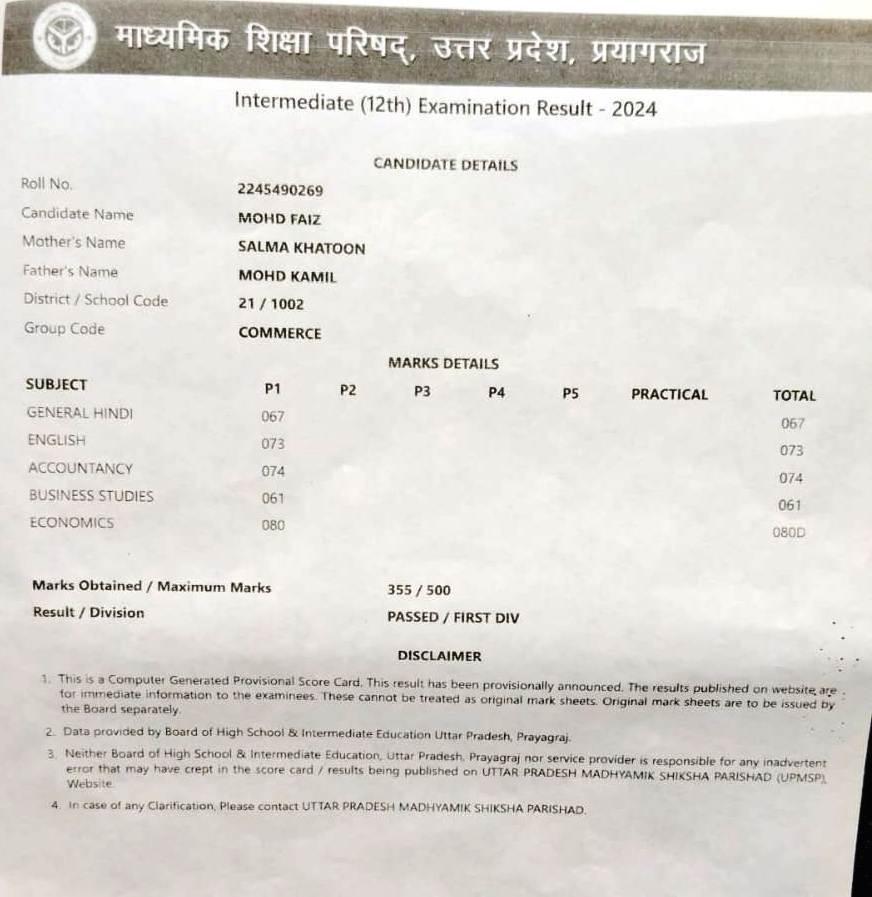 माध्यमिक शिक्षा परिषद्, उत्तर प्रदेश, प्रयागराज
Intermediate (12th) Examination Result - 2024
CANDIDATE DETAILS
Roll No. 2245490269
Candidate Name MOHD FAIZ
Mother's Name SALMA KHATOON
Father's Name MOHD KAMIL
District / School Code 21 / 1002
Group Code COMMERCE
MARKS DETAILS
SUBJECT P1 P2 P3 P4 P5 PRACTICAL TOTAL
GENERAL HINDI 067 067
ENGLISH 073 073
ACCOUNTANCY 074 074
BUSINESS STUDIES 061 061
ECONOMICS 080 080D
Marks Obtained / Maximum Marks 355 / 500
Result / Division PASSED / FIRST DIV
DISCLAIMER
1. This is a Computer Generated Provisional Score Card. This result has been provisionally announced. The results published on website are
for immediate information to the examinees. These cannot be treated as original mark sheets. Original mark sheets are to be issued by
the Board separately.
2. Data provided by Board of High School & Intermediate Education Uttar Pradesh, Prayagraj.
3. Neither Board of High School & Intermediate Education, Uttar Pradesh, Prayagraj nor service provider is responsible for any inadvertent
error that may have crept in the score card / results being published on UTTAR PRADESH MADHYAMIK SHIKSHA PARISHAD (UPMSP)
Website.
4. In case of any Clarification, Please contact UTTAR PRADESH MADHYAMIK SHIKSHA PARISHAD.